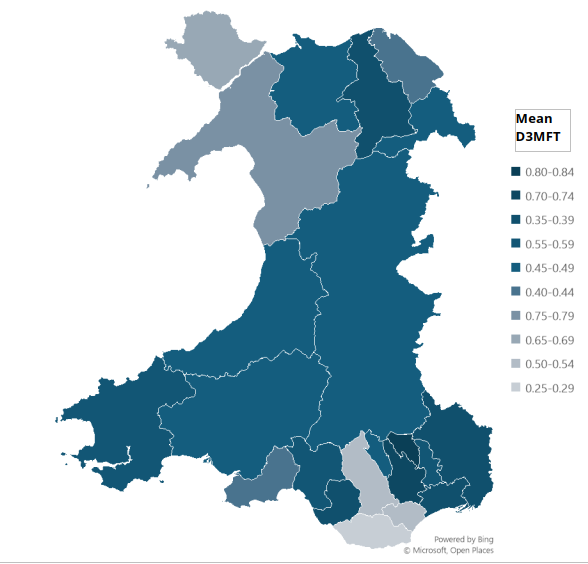 Mean
D3MFT
0.80-0.84
0.70-0.74
0.35-0.39
0.55-0.59
0.45-0.49
0.40-0.44
0.75-0.79
0.65-0.69
0.50-0.54
0.25-0.29
Powered by Bing
© Microsoft, Open Places